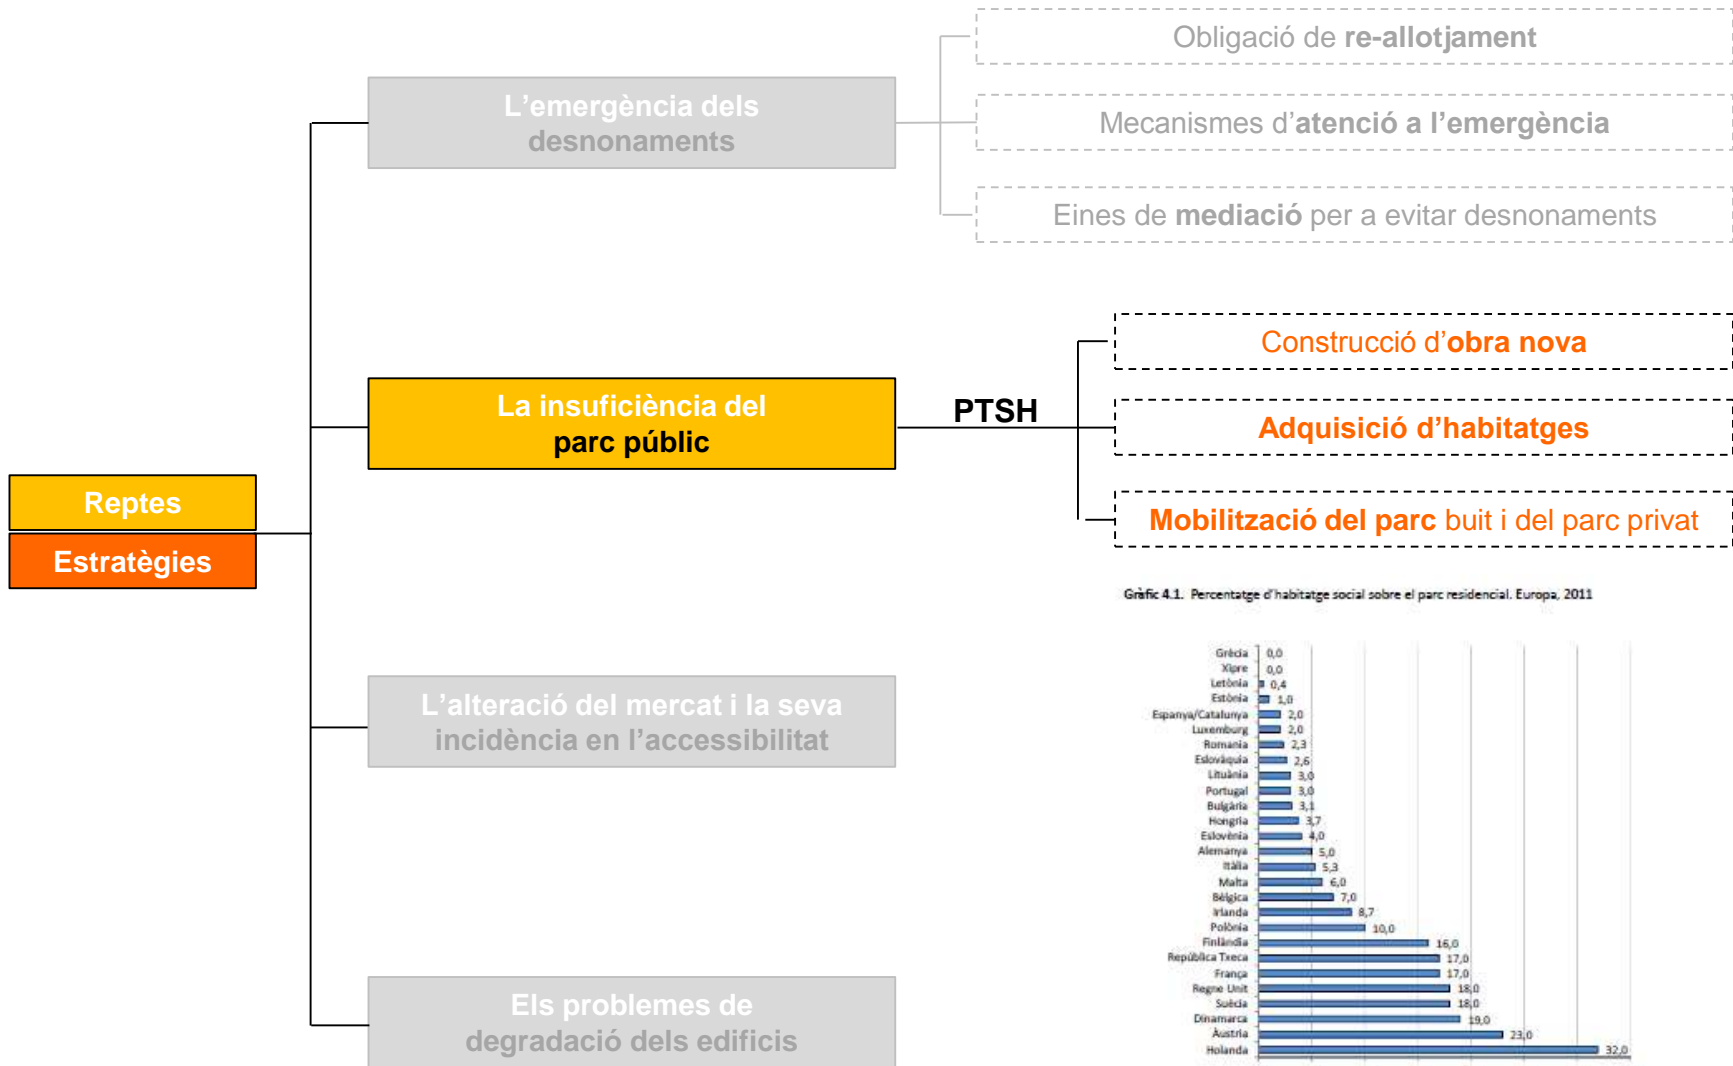 Obligació de re-allotjament
L'emergència dels
desnonaments
Mecanismes d'atenció a l'emergència
Eines de mediació per a evitar desnonaments
Construcció d'obra nova
La insuficiència del
parc públic
PTSH
Adquisició d'habitatges
Mobilització del parc buit i del parc privat
Reptes
Estratègies
Gràfic 4.1. Percentatge d'habitatge social sobre el parc residencial. Europa, 2011
L'alteració del mercat i la seva
incidència en l'accessibilitat
Els problemes de
degradació dels edificis
Grècia 0,0
Xipre 0,0
Letònia 0,4
Estònia 1,0
Espanya/Catalunya 2,0
Luxemburg 2,0
Romania 2,3
Eslovàquia 2,6
Lituània 3,0
Portugal 3,0
Bulgària 3,1
Hongria 3,7
Eslovènia 4,0
Alemanya 5,0
Itàlia 5,3
Malta 6,0
Bèlgica 7,0
Irlanda 8,7
Polònia 10,0
Finlàndia 16,0
República Txeca 17,0
França 17,0
Regne Unit 18,0
Suècia 18,0
Dinamarca 19,0
Àustria 23,0
Holanda 32,0